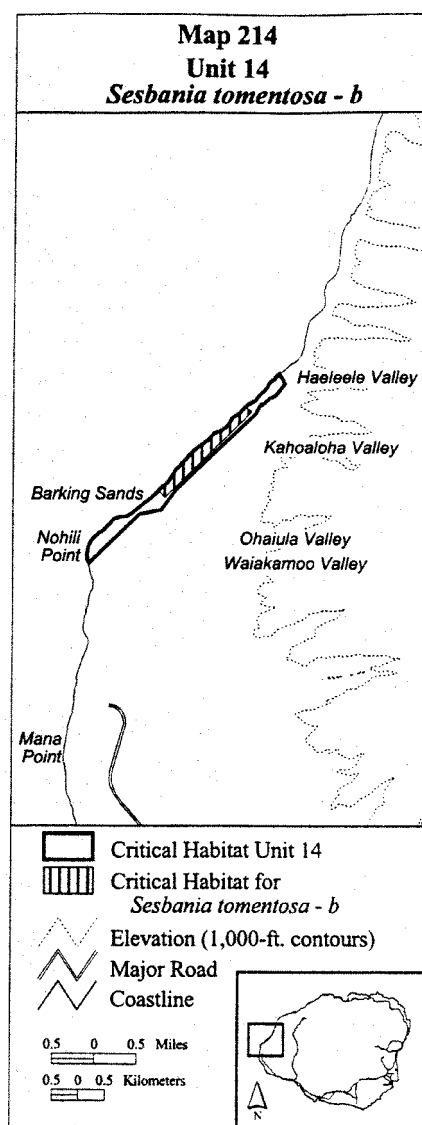 Map 214
Unit 14
Sesbania tomentosa - b
Haeleele Valley
Kahoaloha Valley
Barking Sands
Nohili
Point
Ohaiula Valley
Waiakamoo Valley
Mana
Point
Critical Habitat Unit 14
Critical Habitat for
Sesbania tomentosa - b
Elevation (1,000-ft. contours)
Major Road
Coastline
0.5 0 0.5 Miles
0.5 0 0.5 Kilometers
N